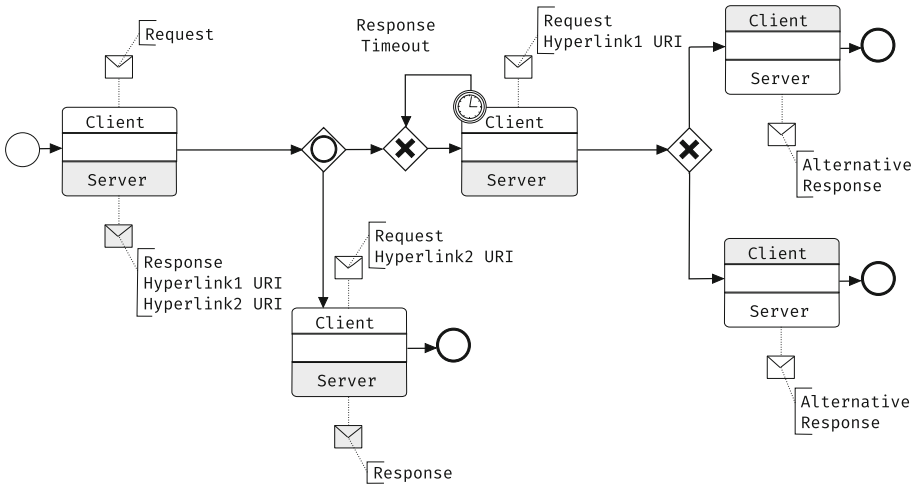 Request
Client
Server
Response
Hyperlink1 URI
Hyperlink2 URI
Response
Timeout
Request
Hyperlink1 URI
Client
Server
Request
Hyperlink2 URI
Client
Server
Response
Client
Server
Alternative
Response
Client
Server
Alternative
Response